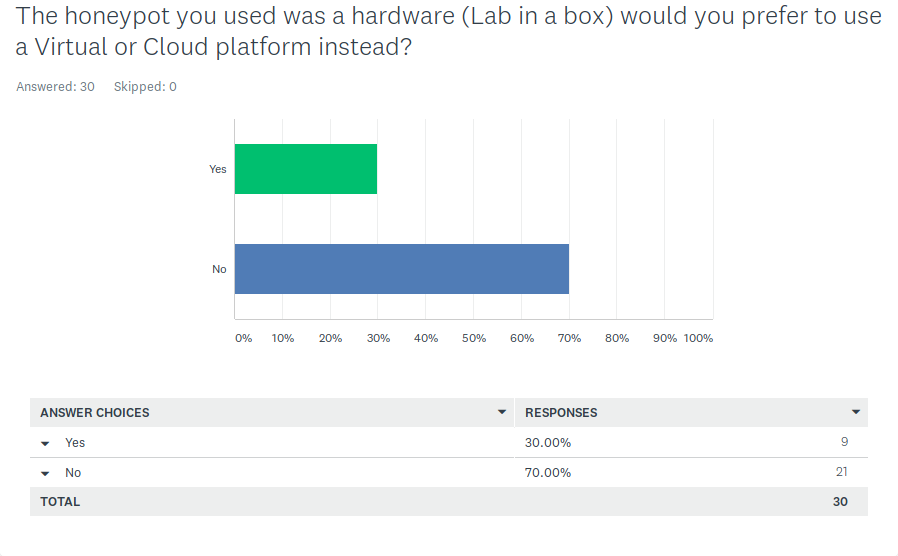 The honeypot you used was a hardware (Lab in a box) would you prefer to use
a Virtual or Cloud platform instead?
Answered: 30 Skipped: 0
Yes
No
0% 10% 20% 30% 40% 50% 60% 70% 80% 90% 100%
ANSWER CHOICES RESPONSES
Yes 30.00% 9
No 70.00% 21
TOTAL 30